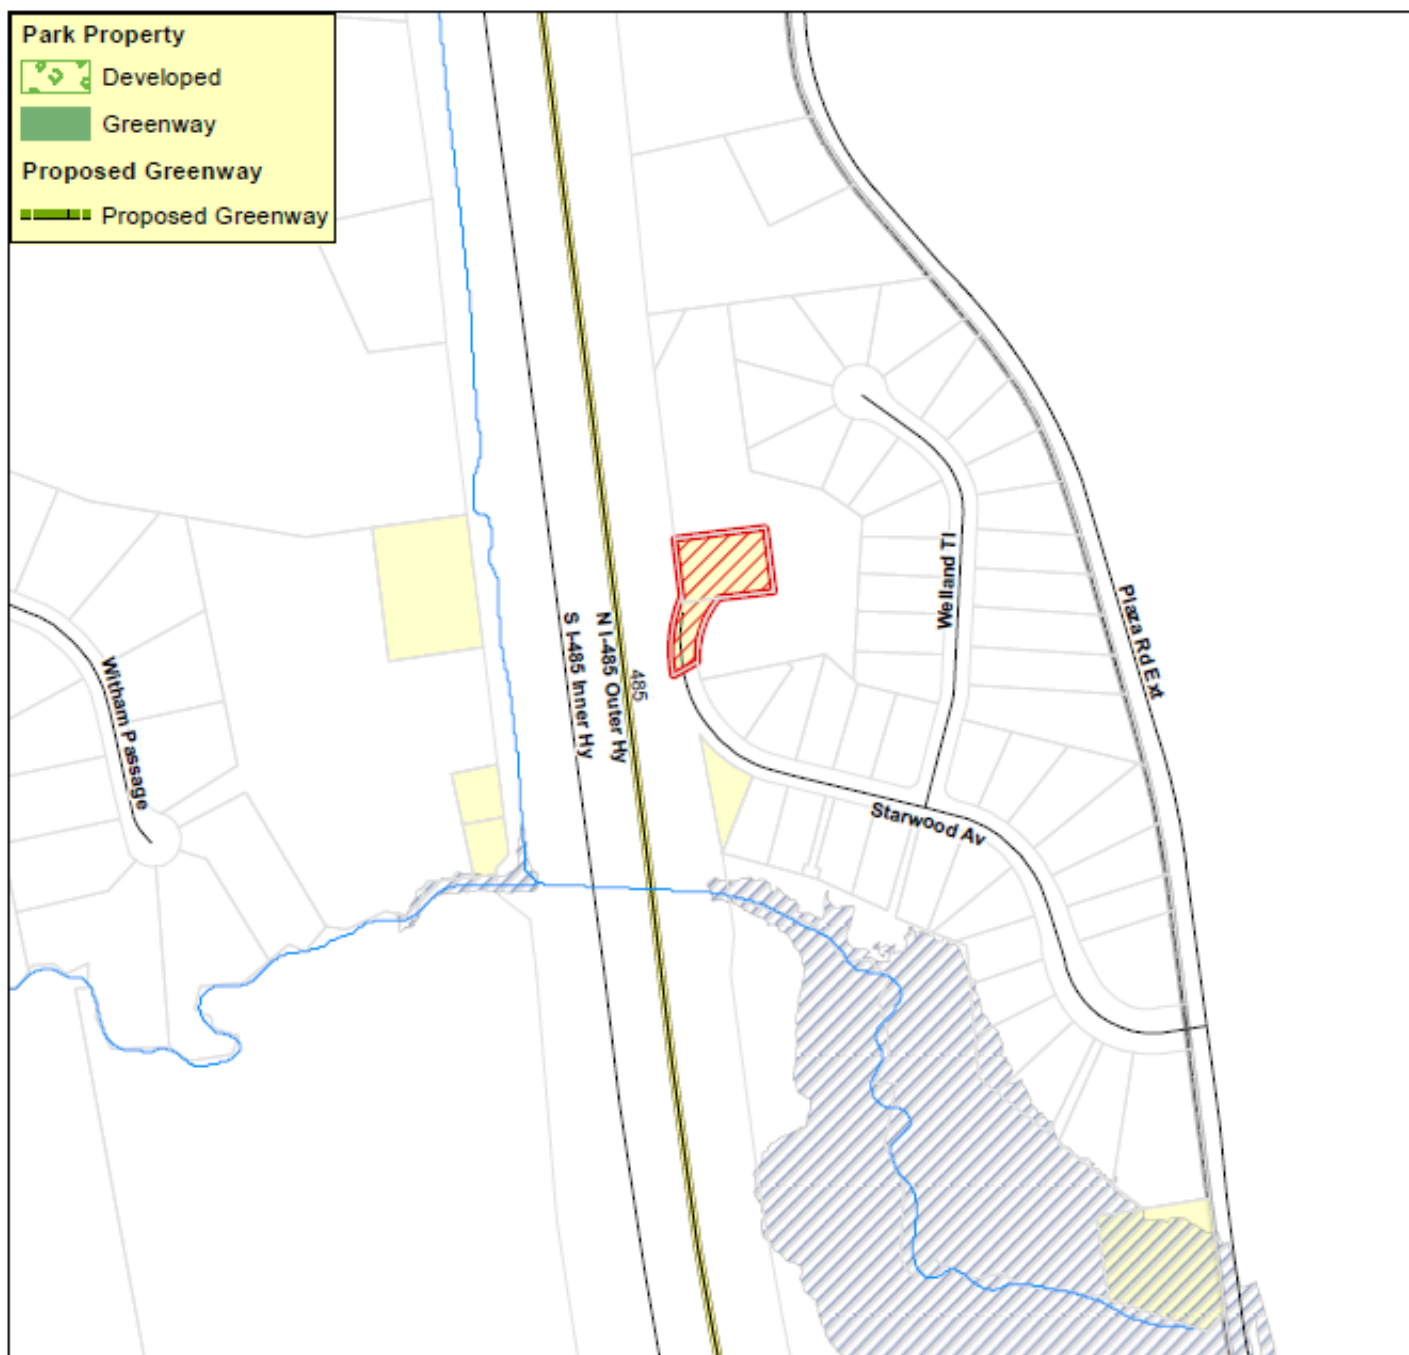 Park Property
Developed
Greenway
Proposed Greenway
Proposed Greenway
Welland Tl
Plaza Rd Ext
S I-485 Inner Hy
N I-485 Outer Hy
485
Witham Passage
Starwood Av